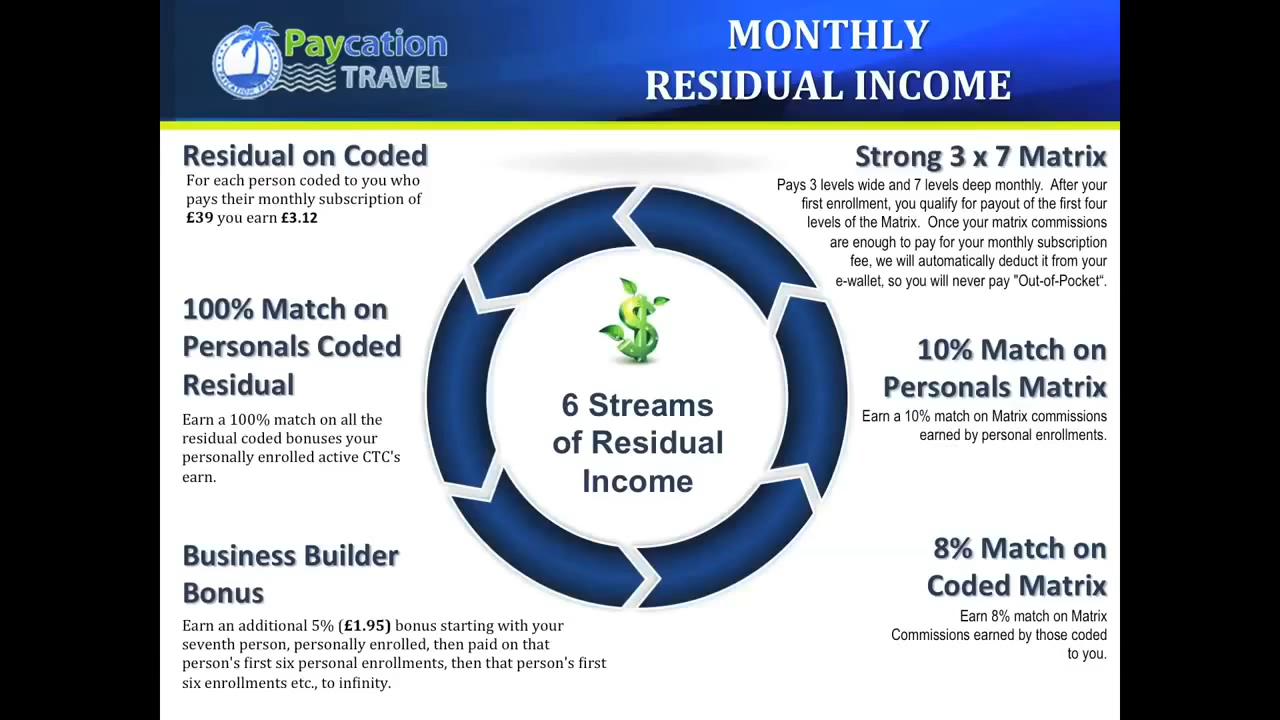 Paycation
TRAVEL
MONTHLY
RESIDUAL INCOME
Residual on Coded
For each person coded to you who
pays their monthly subscription of
£39 you earn £3.12
100% Match on
Personals Coded
Residual
Earn a 100% match on all the
residual coded bonuses your
personally enrolled active CTC's
earn.
Business Builder
Bonus
Earn an additional 5% (£1.95) bonus starting with your
seventh person, personally enrolled, then paid on that
person's first six personal enrollments, then that person's first
six enrollments etc., to infinity.
6 Streams
of Residual
Income
Strong 3 x 7 Matrix
Pays 3 levels wide and 7 levels deep monthly. After your
first enrollment, you qualify for payout of the first four
levels of the Matrix. Once your matrix commissions
are enough to pay for your monthly subscription
fee, we will automatically deduct it from your
e-wallet, so you will never pay "Out-of-Pocket“.
10% Match on
Personals Matrix
Earn a 10% match on Matrix commissions
earned by personal enrollments.
8% Match on
Coded Matrix
Earn 8% match on Matrix
Commissions earned by those coded
to you.